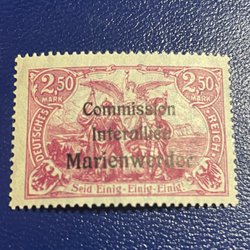 2,50 2,50
MARK MARK
Commission
Interalliée
Marienwerder
DEUTSCHES REICH
Seid Einig-Einig-Einig!